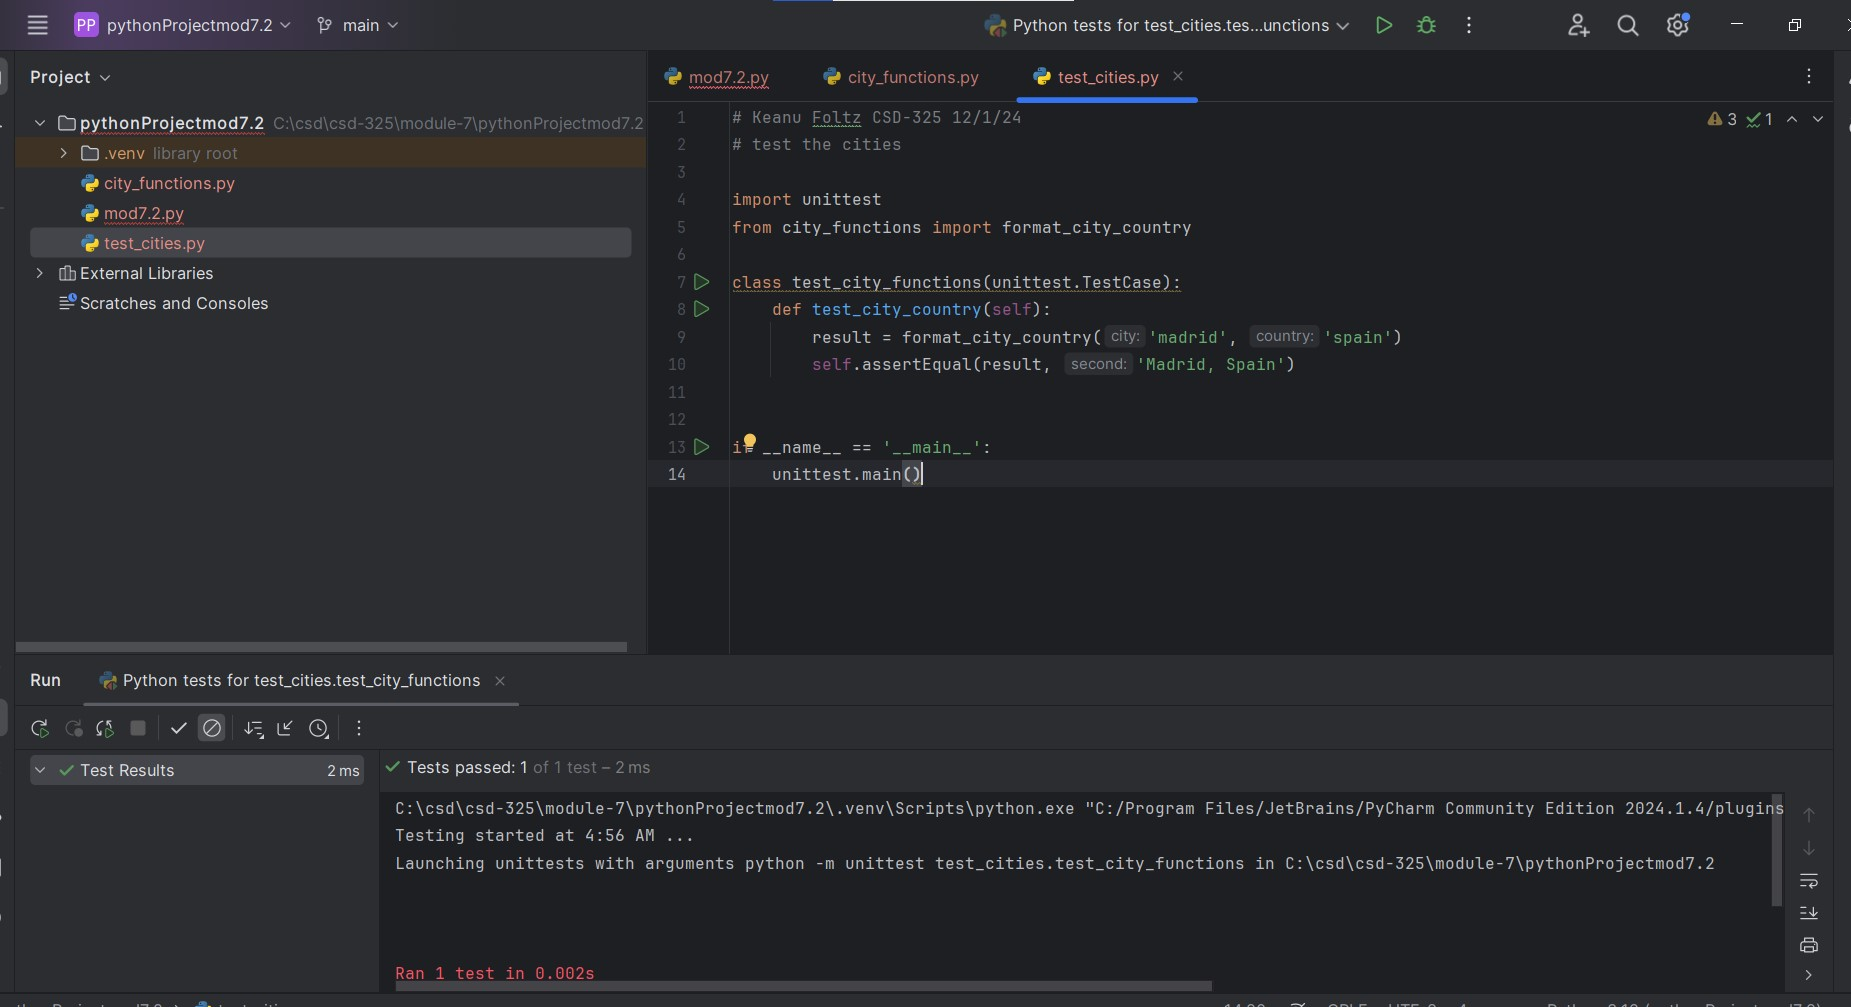 PP pythonProjectmod7.2 main Python tests for test_cities.tes...unctions
Project
pythonProjectmod7.2 C:\csd\csd-325\module-7\pythonProjectmod7.2
.venv library root
city_functions.py
mod7.2.py
test_cities.py
External Libraries
Scratches and Consoles
mod7.2.py city_functions.py test_cities.py
3 1
1 # Keanu Foltz CSD-325 12/1/24
2 # test the cities
3
4 import unittest
5 from city_functions import format_city_country
6
7 class test_city_functions(unittest.TestCase):
8 def test_city_country(self):
9 result = format_city_country( city: 'madrid', country: 'spain')
10 self.assertEqual(result, second: 'Madrid, Spain')
11
12
13 if __name__ == '__main__':
14 unittest.main()
Run Python tests for test_cities.test_city_functions
Test Results 2 ms
Tests passed: 1 of 1 test – 2 ms
C:\csd\csd-325\module-7\pythonProjectmod7.2\.venv\Scripts\python.exe "C:/Program Files/JetBrains/PyCharm Community Edition 2024.1.4/plugins
Testing started at 4:56 AM ...
Launching unittests with arguments python -m unittest test_cities.test_city_functions in C:\csd\csd-325\module-7\pythonProjectmod7.2
Ran 1 test in 0.002s